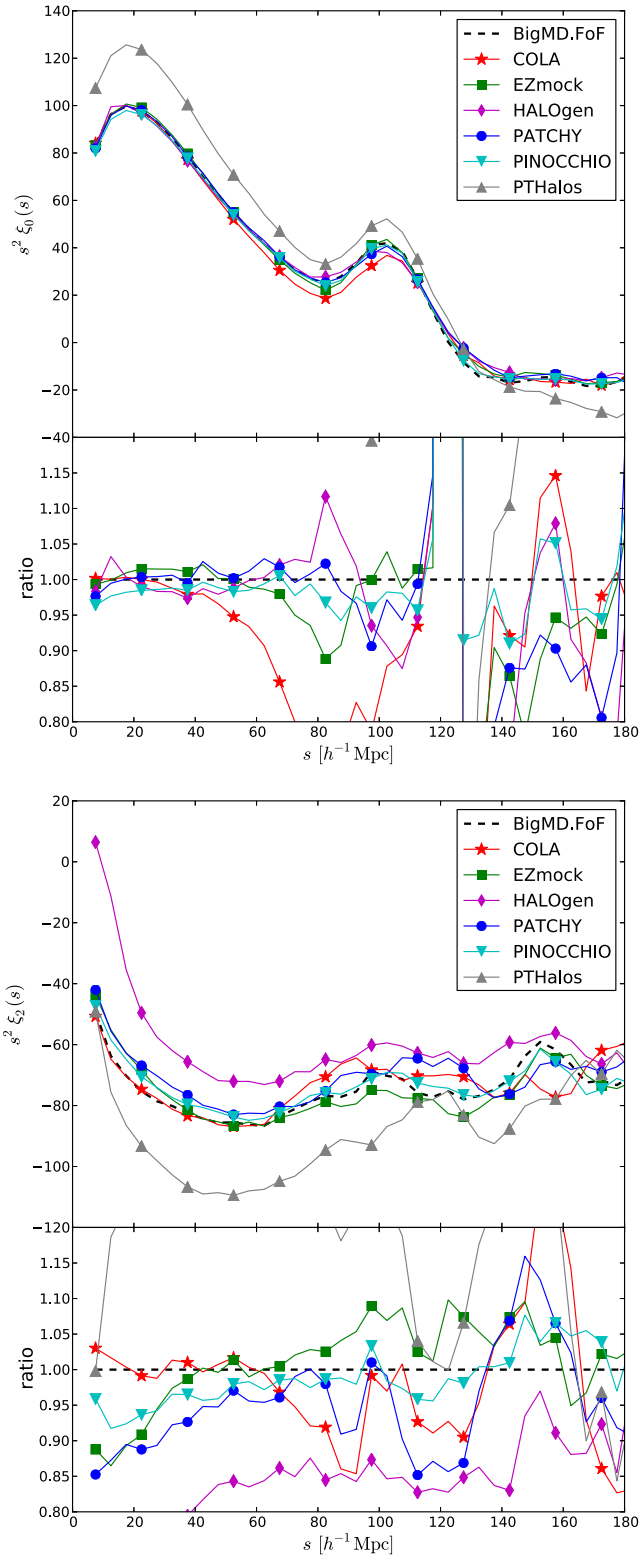 140
120
100
80
60
40
20
0
−20
−40
s² ξ₀(s)
BigMD.FoF
COLA
EZmock
HALOgen
PATCHY
PINOCCHIO
PTHalos
1.15
1.10
1.05
1.00
0.95
0.90
0.85
0.80
ratio
0 20 40 60 80 100 120 140 160 180
s [h⁻¹ Mpc]
20
0
−20
−40
−60
−80
−100
−120
s² ξ₂(s)
BigMD.FoF
COLA
EZmock
HALOgen
PATCHY
PINOCCHIO
PTHalos
1.15
1.10
1.05
1.00
0.95
0.90
0.85
0.80
ratio
0 20 40 60 80 100 120 140 160 180
s [h⁻¹ Mpc]